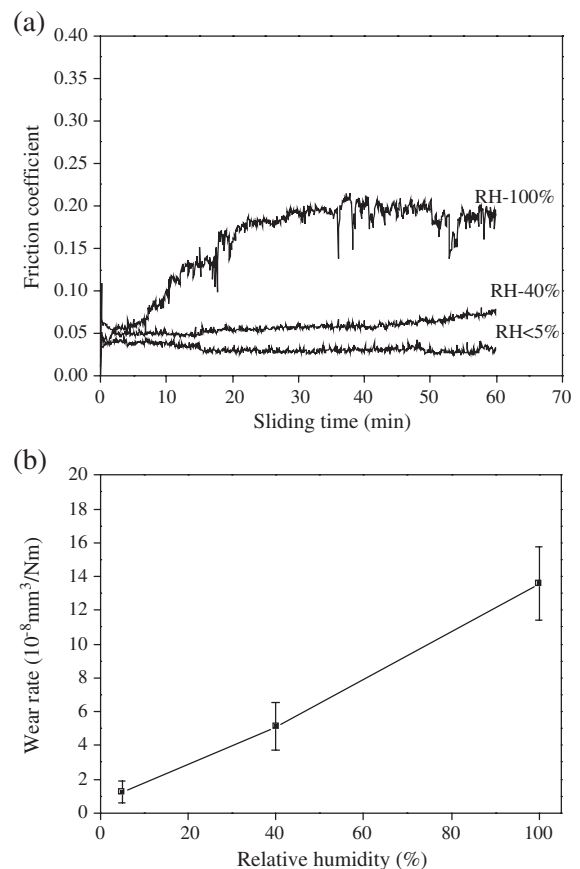 (a)
0.40
0.35
0.30
0.25
0.20
0.15
0.10
0.05
0.00
Friction coefficient
RH-100%
RH-40%
RH<5%
0 10 20 30 40 50 60 70
Sliding time (min)
(b)
20
18
16
14
12
10
8
6
4
2
0
Wear rate (10⁻⁸mm³/Nm)
0 20 40 60 80 100
Relative humidity (%)